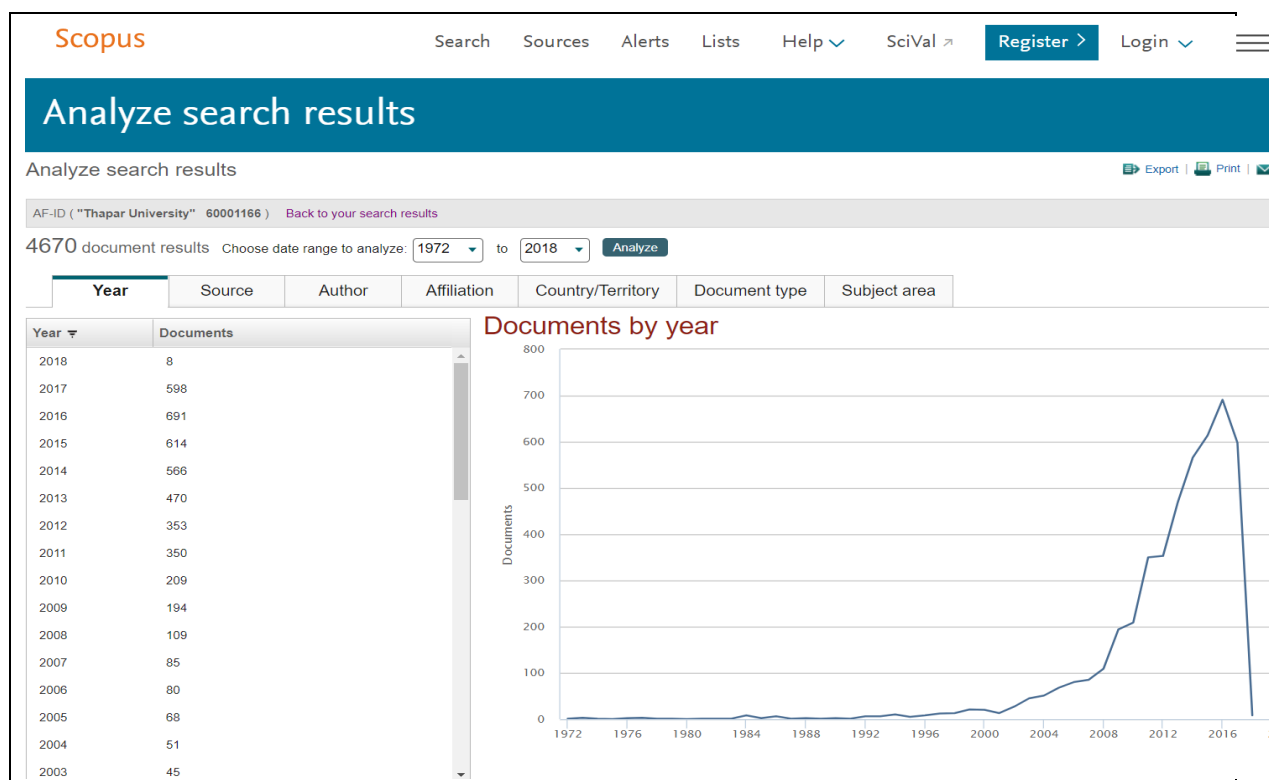 Scopus
Search Sources Alerts Lists Help SciVal Register Login
Analyze search results
Analyze search results
Export | Print |
AF-ID ( "Thapar University" 60001166 ) Back to your search results
4670 document results Choose date range to analyze: 1972 to 2018 Analyze
Year Source Author Affiliation Country/Territory Document type Subject area
Year Documents
2018 8
2017 598
2016 691
2015 614
2014 566
2013 470
2012 353
2011 350
2010 209
2009 194
2008 109
2007 85
2006 80
2005 68
2004 51
2003 45
Documents by year
800
700
600
500
400
300
200
100
0
Documents
1972 1976 1980 1984 1988 1992 1996 2000 2004 2008 2012 2016